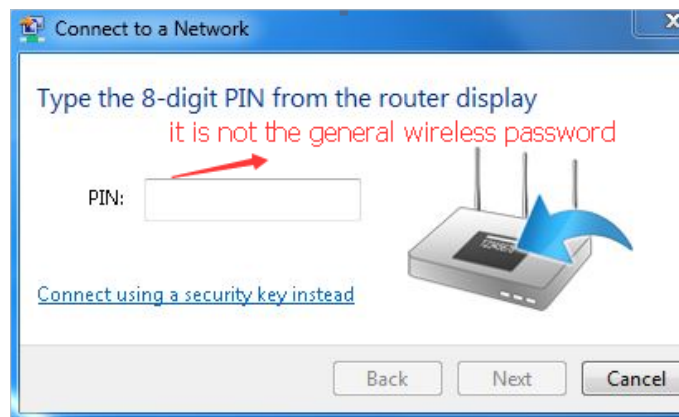 Connect to a Network
X
Type the 8-digit PIN from the router display
it is not the general wireless password
PIN:
12345670
Connect using a security key instead
Back
Next
Cancel